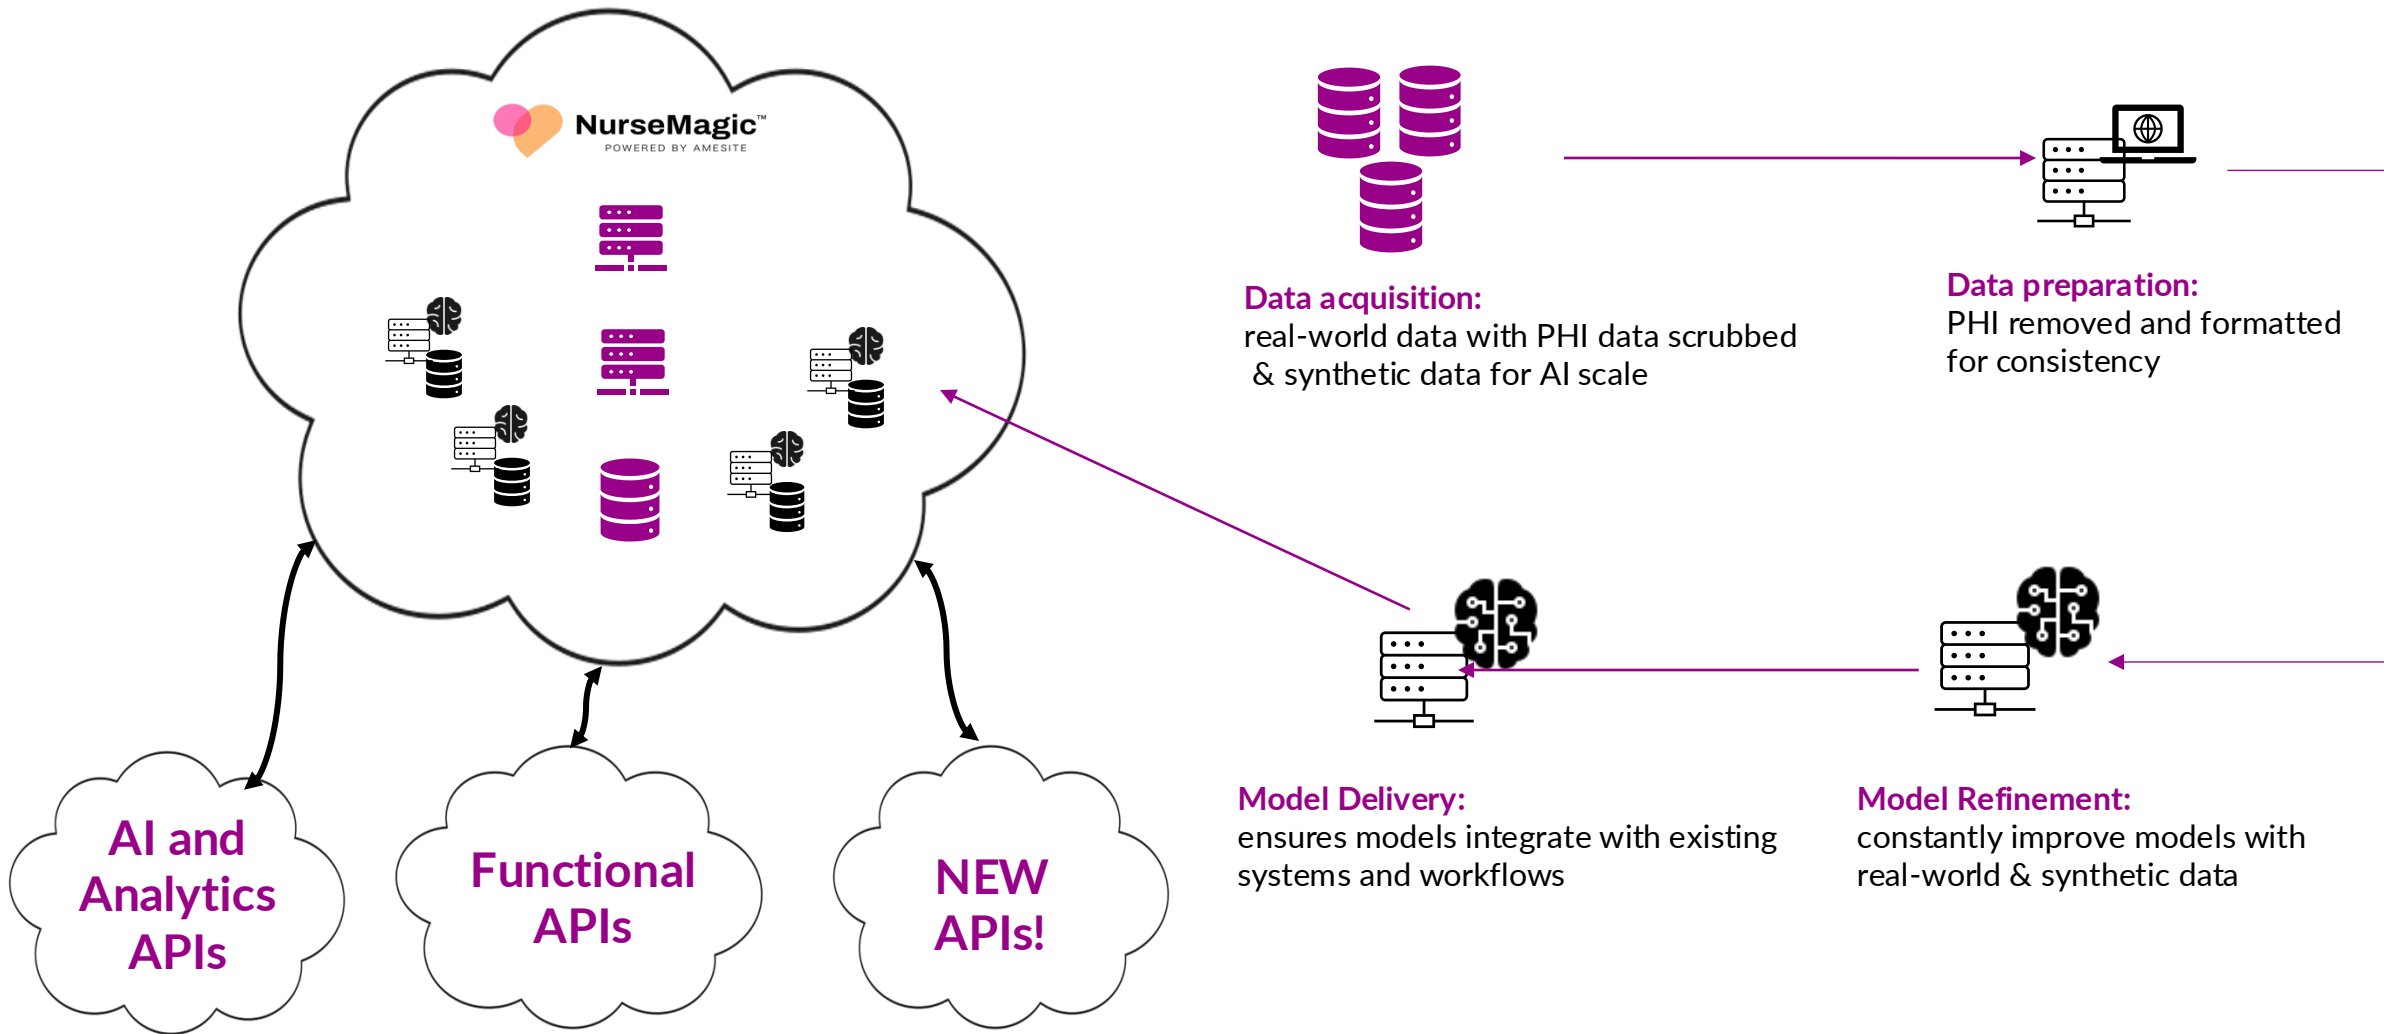 NurseMagic™
POWERED BY AMESITE
Data acquisition:
real-world data with PHI data scrubbed
& synthetic data for AI scale
Data preparation:
PHI removed and formatted
for consistency
Model Delivery:
ensures models integrate with existing
systems and workflows
Model Refinement:
constantly improve models with
real-world & synthetic data
AI and
Analytics
APIs
Functional
APIs
NEW
APIs!